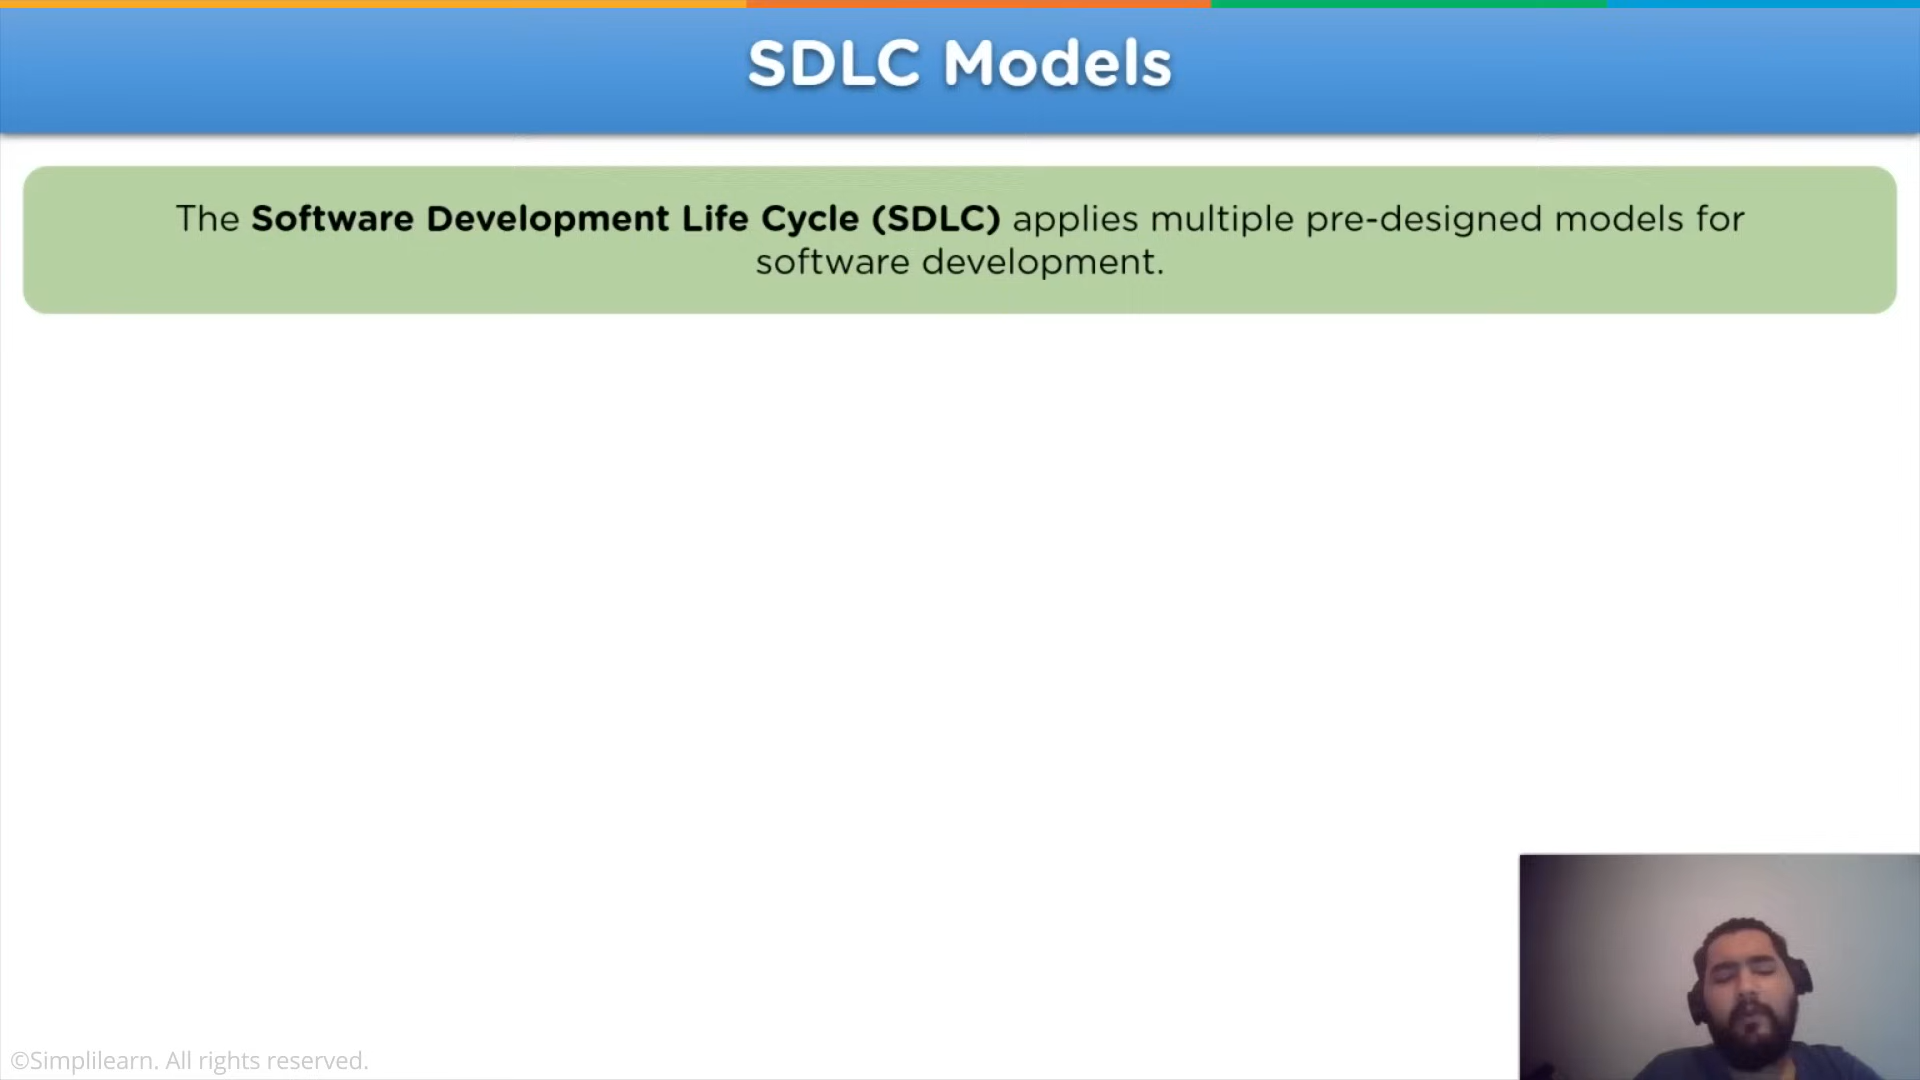 SDLC Models
The Software Development Life Cycle (SDLC) applies multiple pre-designed models for
software development.
©Simplilearn. All rights reserved.